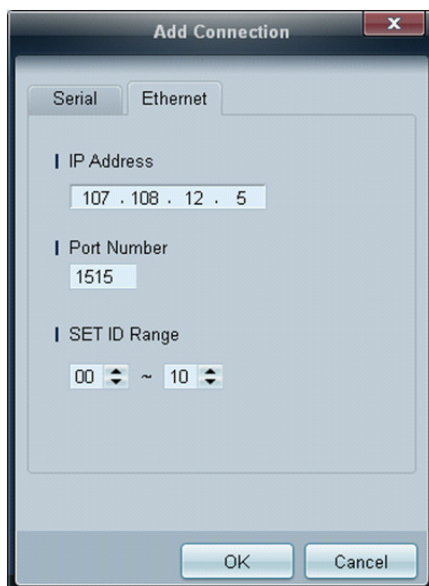 Add Connection
x
Serial Ethernet
IP Address
107 . 108 . 12 . 5
Port Number
1515
SET ID Range
00 ~ 10
OK Cancel